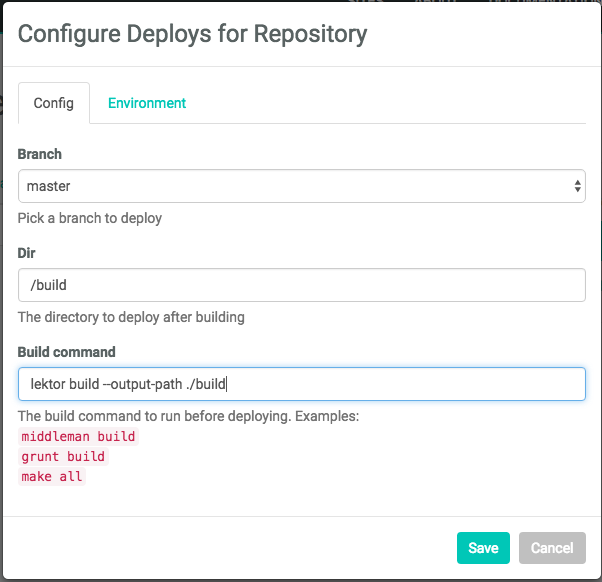 Configure Deploys for Repository
Config Environment
Branch
master
Pick a branch to deploy
Dir
/build
The directory to deploy after building
Build command
lektor build --output-path ./build
The build command to run before deploying. Examples:
middleman build
grunt build
make all
Save Cancel